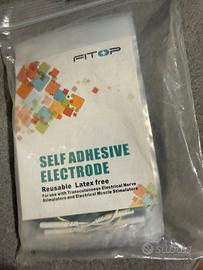 FITOP
SELF ADHESIVE
ELECTRODE
Reusable Latex free
For use with Transcutaneous Electrical Nerve
Stimulators and Electrical Muscle Stimulators
subito